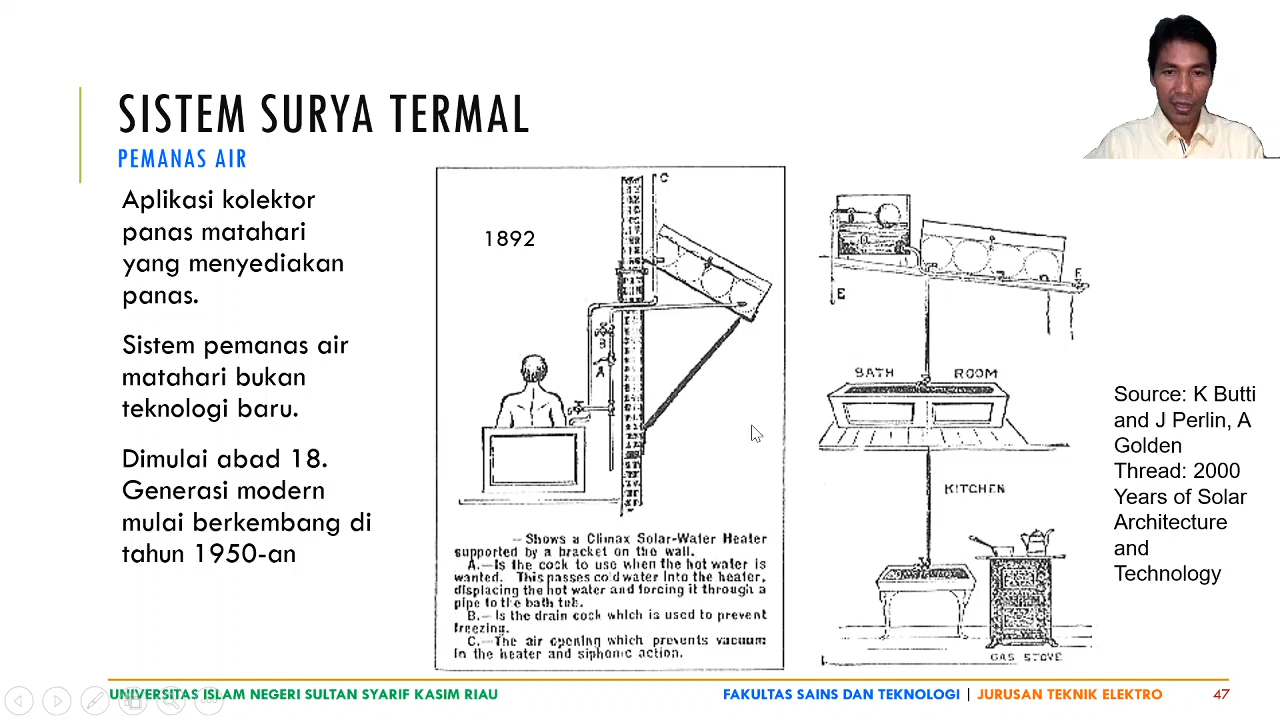 SISTEM SURYA TERMAL
PEMANAS AIR
Aplikasi kolektor
panas matahari
yang menyediakan
panas.
Sistem pemanas air
matahari bukan
teknologi baru.
Dimulai abad 18.
Generasi modern
mulai berkembang di
tahun 1950-an
1892
C
B
A
— Shows a Climax Solar-Water Heater
supported by a bracket on the wall.
A.—Is the cock to use when the hot water is
wanted. This passes cold water into the heater,
displacing the hot water and forcing it through a
pipe to the bath tub.
B.—Is the drain cock which is used to prevent
freezing.
C.—The air opening which prevents vacuum
in the heater and siphonic action.
E
F
BATH ROOM
KITCHEN
GAS STOVE
Source: K Butti
and J Perlin, A
Golden
Thread: 2000
Years of Solar
Architecture
and
Technology
UNIVERSITAS ISLAM NEGERI SULTAN SYARIF KASIM RIAU
FAKULTAS SAINS DAN TEKNOLOGI | JURUSAN TEKNIK ELEKTRO
47